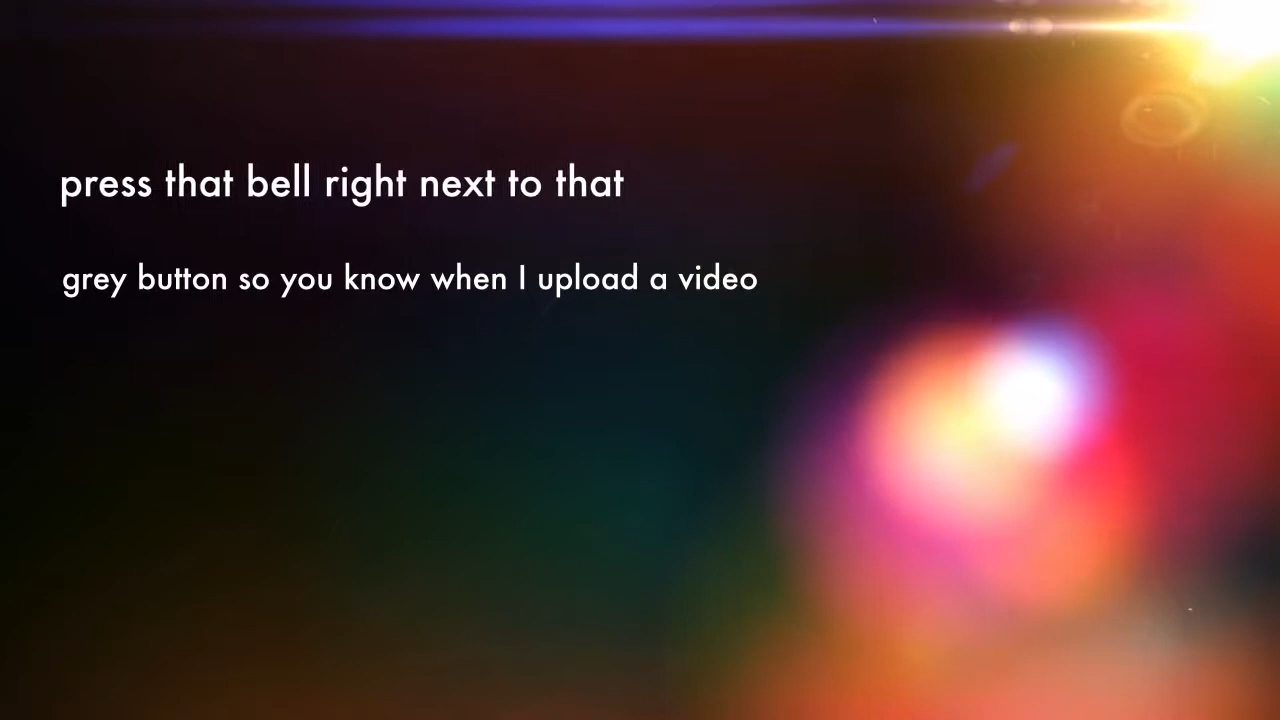 press that bell right next to that
grey button so you know when I upload a video